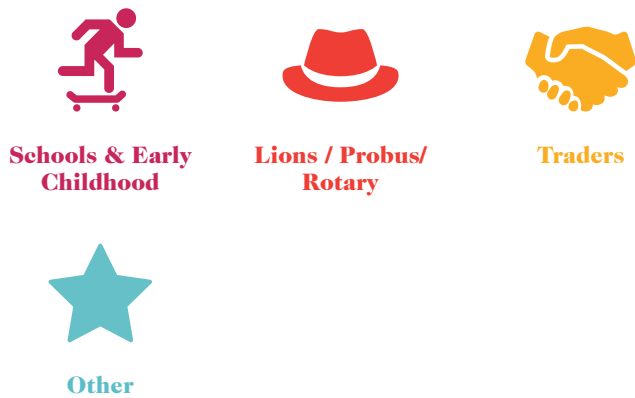 Schools & Early
Childhood
Lions / Probus/
Rotary
Traders
Other